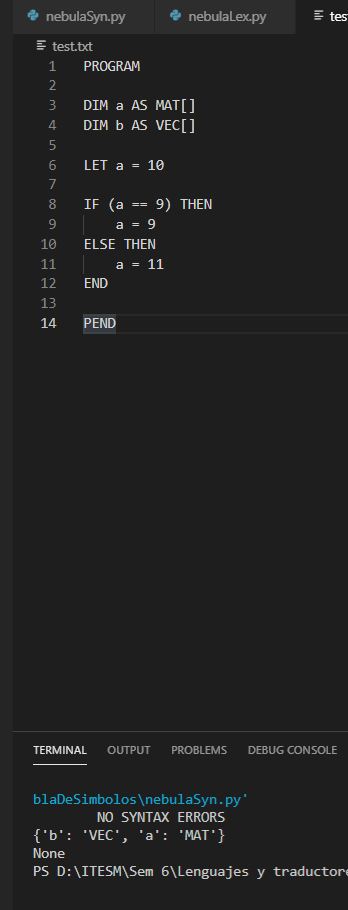 nebulaSyn.py nebulaLex.py
test.txt
1 PROGRAM
2
3 DIM a AS MAT[]
4 DIM b AS VEC[]
5
6 LET a = 10
7
8 IF (a == 9) THEN
9 a = 9
10 ELSE THEN
11 a = 11
12 END
13
14 PEND
TERMINAL OUTPUT PROBLEMS DEBUG CONSOLE
blaDeSimbolos\nebulaSyn.py'
NO SYNTAX ERRORS
{'b': 'VEC', 'a': 'MAT'}
None
PS D:\ITESM\Sem 6\Lenguajes y traductore